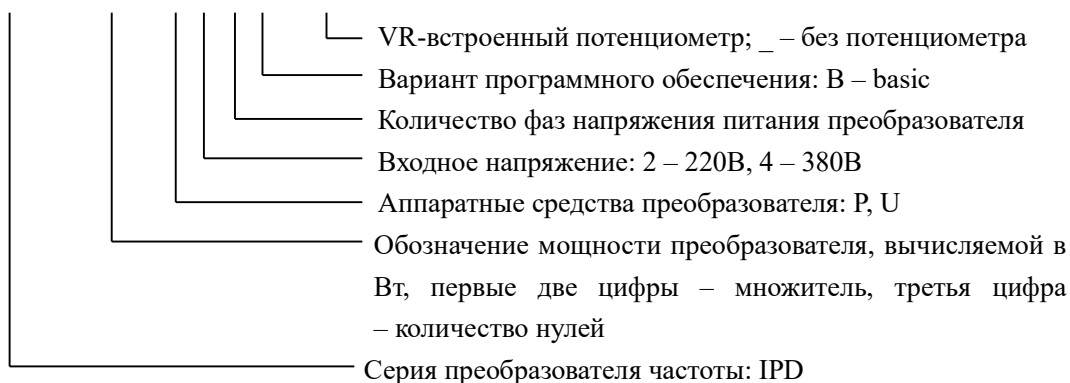 VR-встроенный потенциометр; _ – без потенциометра
Вариант программного обеспечения: B – basic
Количество фаз напряжения питания преобразователя
Входное напряжение: 2 – 220В, 4 – 380В
Аппаратные средства преобразователя: P, U
Обозначение мощности преобразователя, вычисляемой в
Вт, первые две цифры – множитель, третья цифра
– количество нулей
Серия преобразователя частоты: IPD